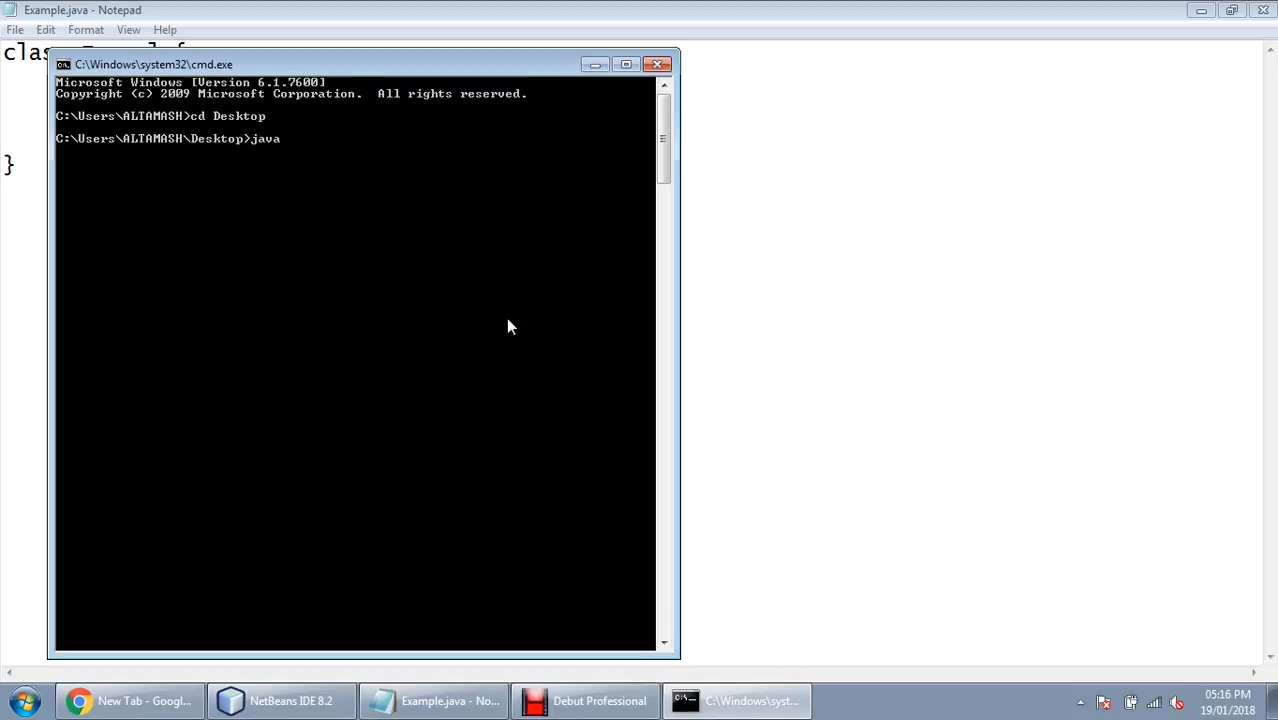 Example.java - Notepad
File Edit Format View Help
clas
}
C:\Windows\system32\cmd.exe
Microsoft Windows [Version 6.1.7600]
Copyright (c) 2009 Microsoft Corporation.  All rights reserved.
C:\Users\ALTAMASH>cd Desktop
C:\Users\ALTAMASH\Desktop>java
New Tab - Googl...
NetBeans IDE 8.2
Example.java - No...
Debut Professional
C:\Windows\syst...
05:16 PM
19/01/2018